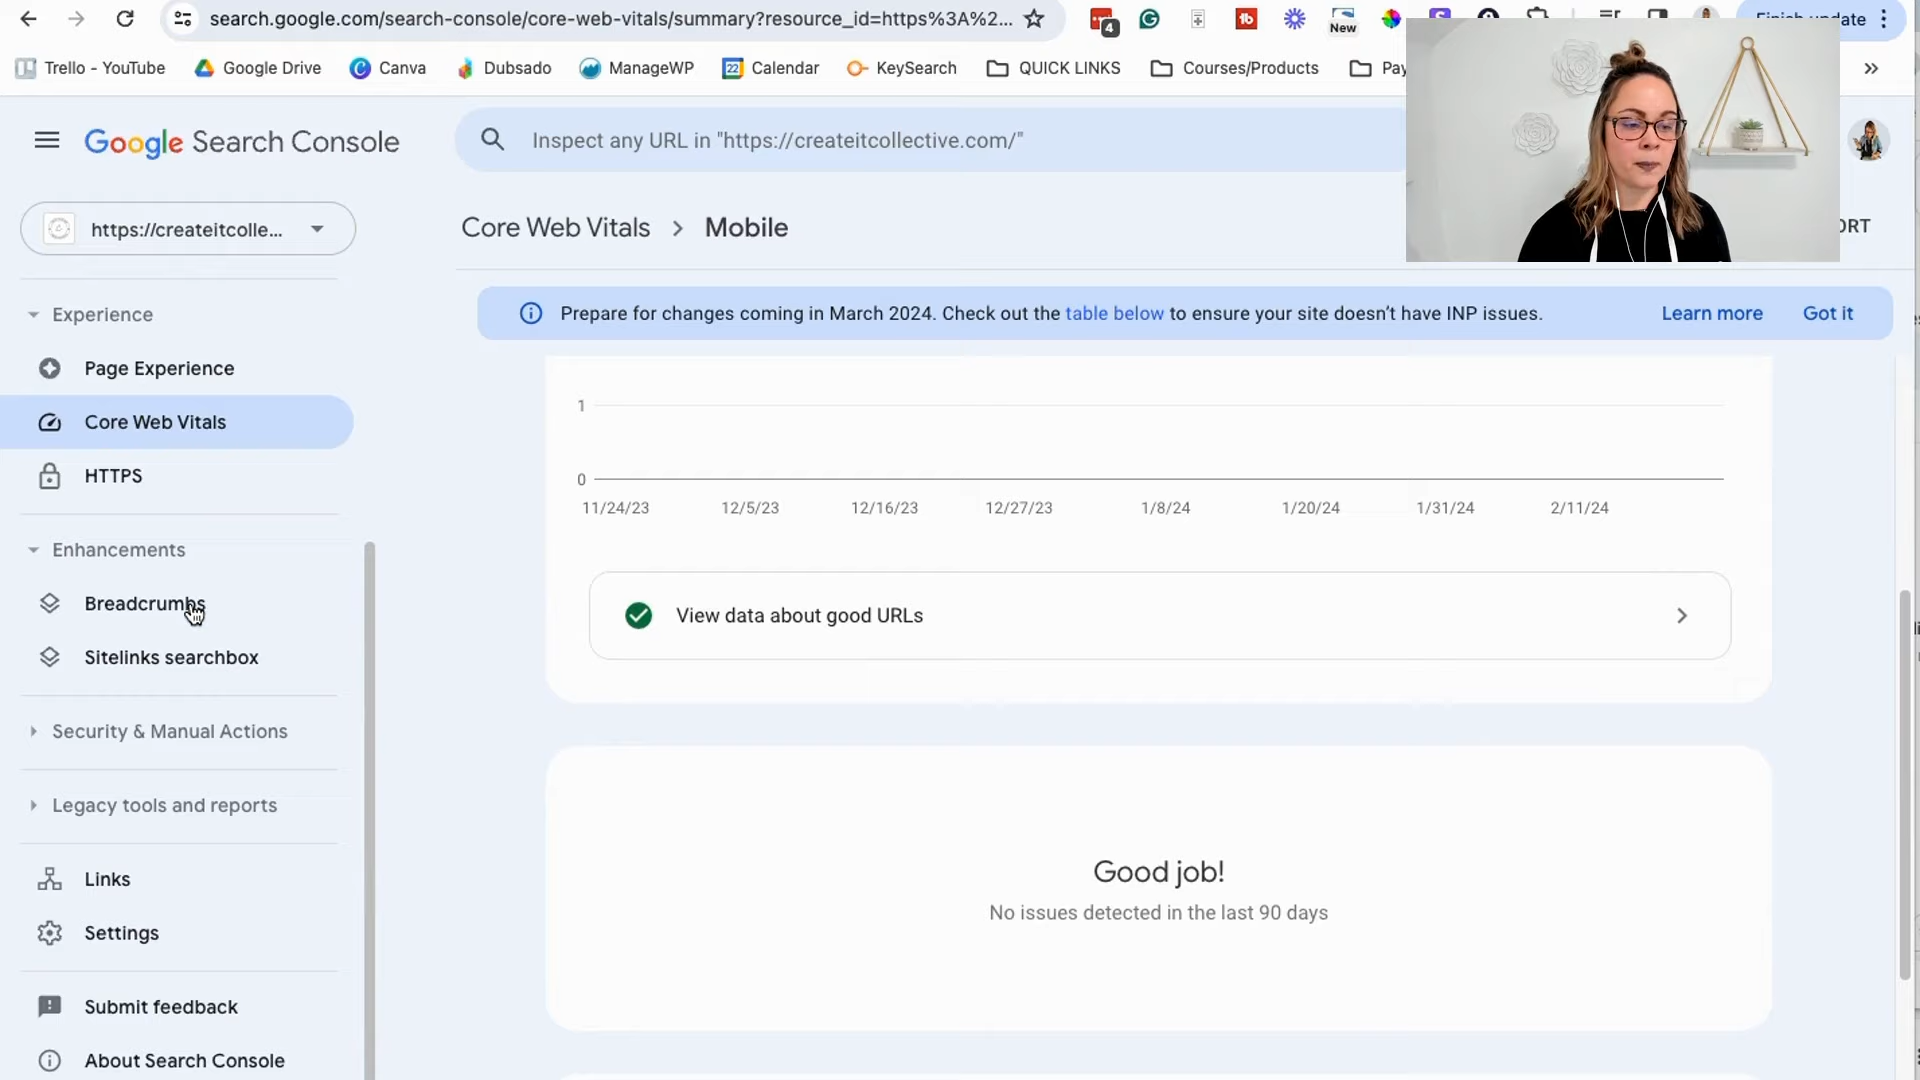 search.google.com/search-console/core-web-vitals/summary?resource_id=https%3A%2...
4
New
Finish update
Trello - YouTube
Google Drive
Canva
Dubsado
ManageWP
22
Calendar
KeySearch
QUICK LINKS
Courses/Products
Pay
Google Search Console
Inspect any URL in "https://createitcollective.com/"
https://createitcolle...
Core Web Vitals
Mobile
ORT
Prepare for changes coming in March 2024. Check out the table below to ensure your site doesn't have INP issues.
Learn more
Got it
Experience
Page Experience
Core Web Vitals
HTTPS
Enhancements
Breadcrumbs
Sitelinks searchbox
Security & Manual Actions
Legacy tools and reports
Links
Settings
Submit feedback
About Search Console
1
0
11/24/23
12/5/23
12/16/23
12/27/23
1/8/24
1/20/24
1/31/24
2/11/24
View data about good URLs
Good job!
No issues detected in the last 90 days